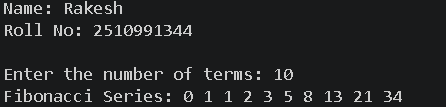 Name: Rakesh
Roll No: 2510991344
Enter the number of terms: 10
Fibonacci Series: 0 1 1 2 3 5 8 13 21 34